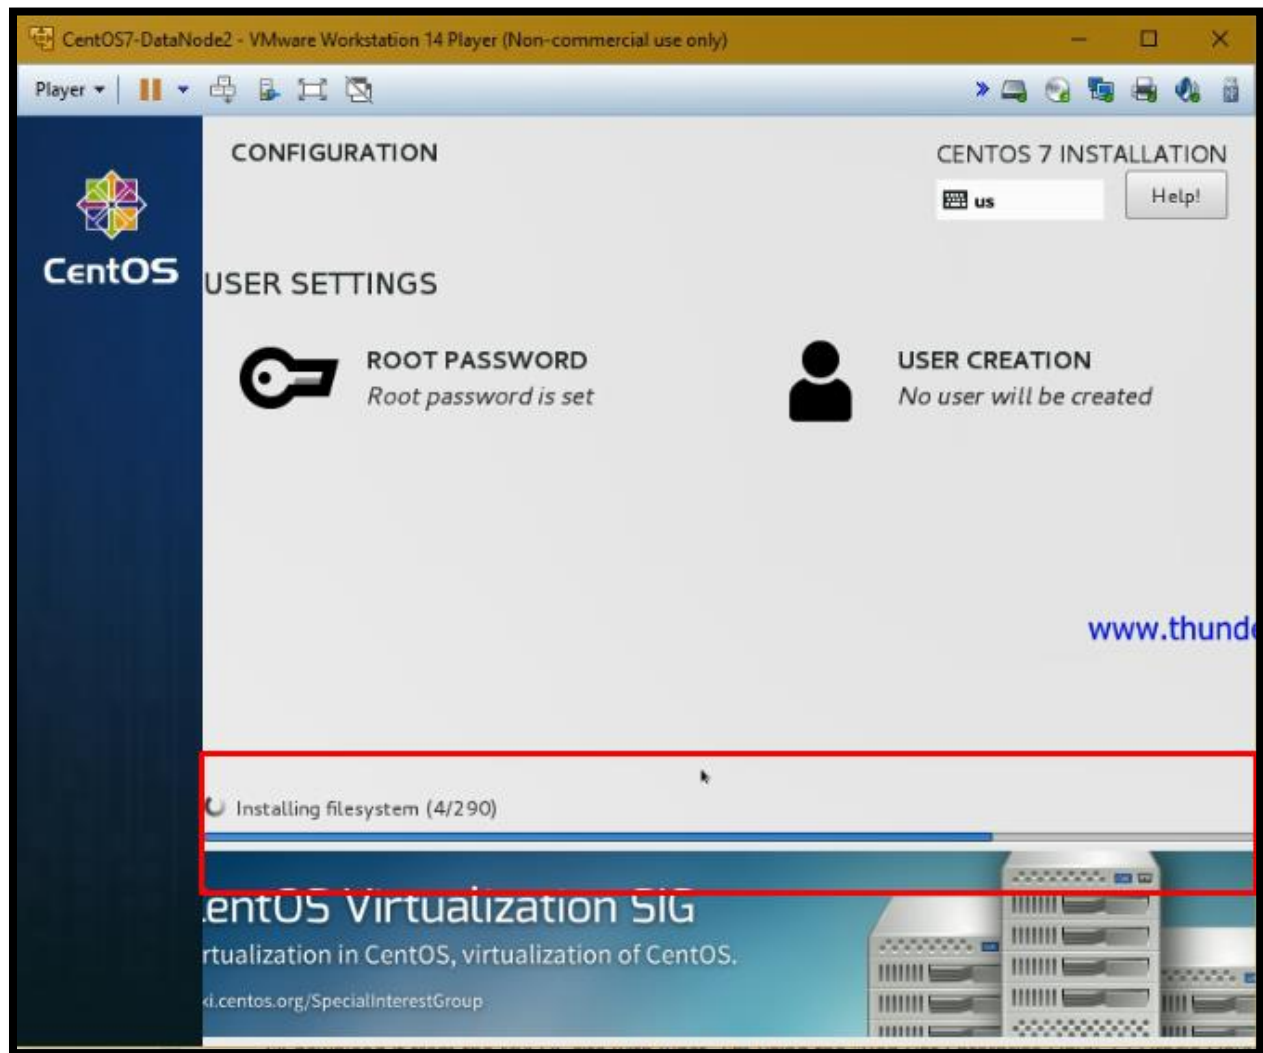 CentOS7-DataNode2 - VMware Workstation 14 Player (Non-commercial use only)
Player
CONFIGURATION
CENTOS 7 INSTALLATION
us
Help!
CentOS
USER SETTINGS
ROOT PASSWORD
Root password is set
USER CREATION
No user will be created
www.thunde
Installing filesystem (4/290)
entOS Virtualization SIG
rtualization in CentOS, virtualization of CentOS.
ki.centos.org/SpecialInterestGroup